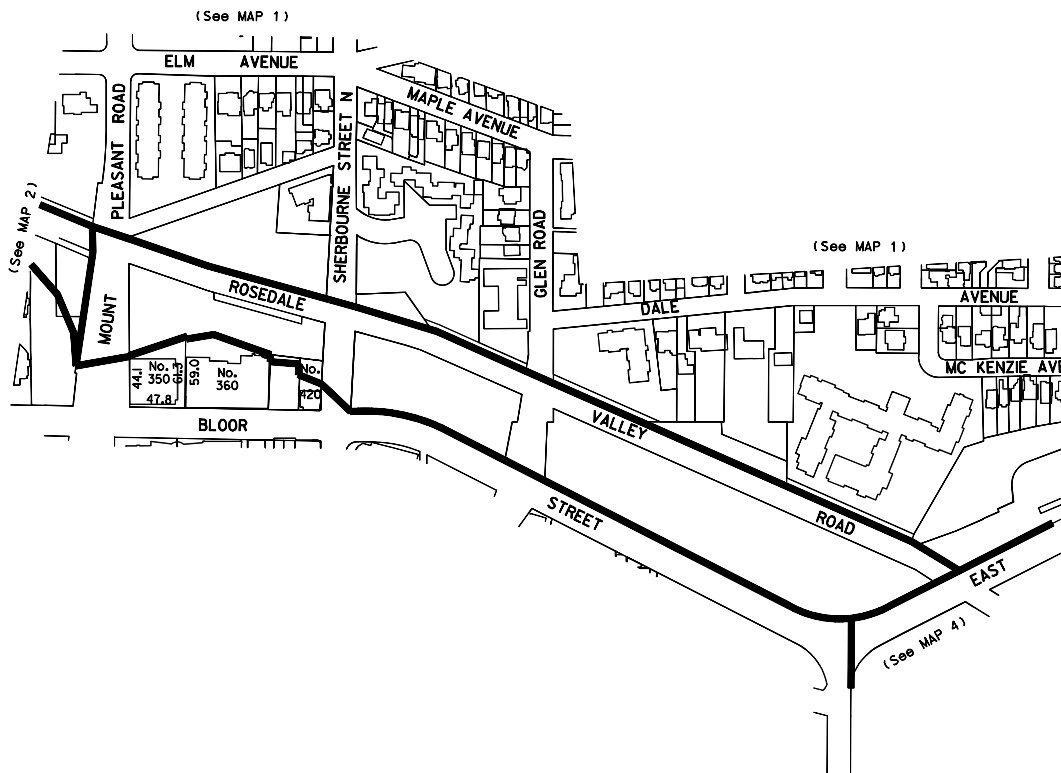 (See MAP 1)
ELM AVENUE
MAPLE AVENUE
PLEASANT ROAD
SHERBOURNE STREET N
(See MAP 2)
GLEN ROAD
(See MAP 1)
ROSEDALE
DALE
AVENUE
MOUNT
MC KENZIE AVE
44.1
No.
350
61.3
47.8
59.0
No.
360
No.
420
BLOOR
VALLEY
STREET
ROAD
EAST
(See MAP 4)